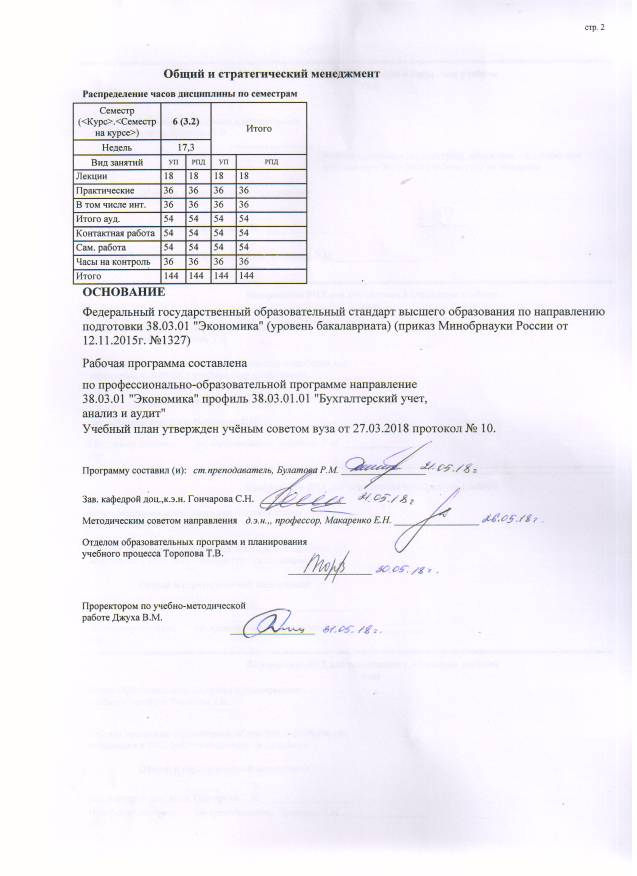 стр. 2
Общий и стратегический менеджмент
Распределение часов дисциплины по семестрам
Семестр
(<Курс>.<Семестр
на курсе>)
6 (3.2)
Итого
Недель 17,3
Вид занятий УП РПД УП РПД
Лекции 18 18 18 18
Практические 36 36 36 36
В том числе инт. 36 36 36 36
Итого ауд. 54 54 54 54
Контактная работа 54 54 54 54
Сам. работа 54 54 54 54
Часы на контроль 36 36 36 36
Итого 144 144 144 144
ОСНОВАНИЕ
Федеральный государственный образовательный стандарт высшего образования по направлению
подготовки 38.03.01 "Экономика" (уровень бакалавриата) (приказ Минобрнауки России от
12.11.2015г. №1327)
Рабочая программа составлена
по профессионально-образовательной программе направление
38.03.01 "Экономика" профиль 38.03.01.01 "Бухгалтерский учет,
анализ и аудит"
Учебный план утвержден учёным советом вуза от 27.03.2018 протокол № 10.
Программу составил (и): ст.преподаватель, Булатова Р.М. 21.05.18г
Зав. кафедрой доц.,к.э.н. Гончарова С.Н. 21.05.18г
Методическим советом направления д.э.н.,, профессор, Макаренко Е.Н. 26.05.18г.
Отделом образовательных программ и планирования
учебного процесса Торопова Т.В.
30.05.18г.
Проректором по учебно-методической
работе Джуха В.М.
31.05.18г.